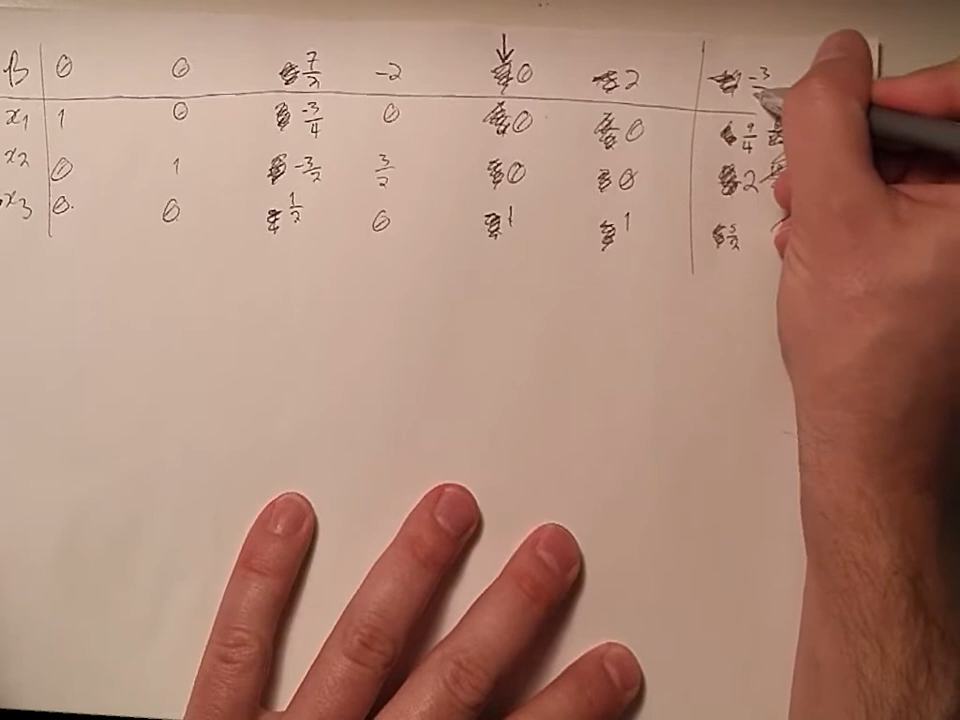 B 0 0 7/2 -2 0 2 -3
x1 1 0 -3/4 0 0 0 9/4
x2 0 1 -3/2 3/2 0 0 2
x3 0 0 1/2 0 1 1 5/2